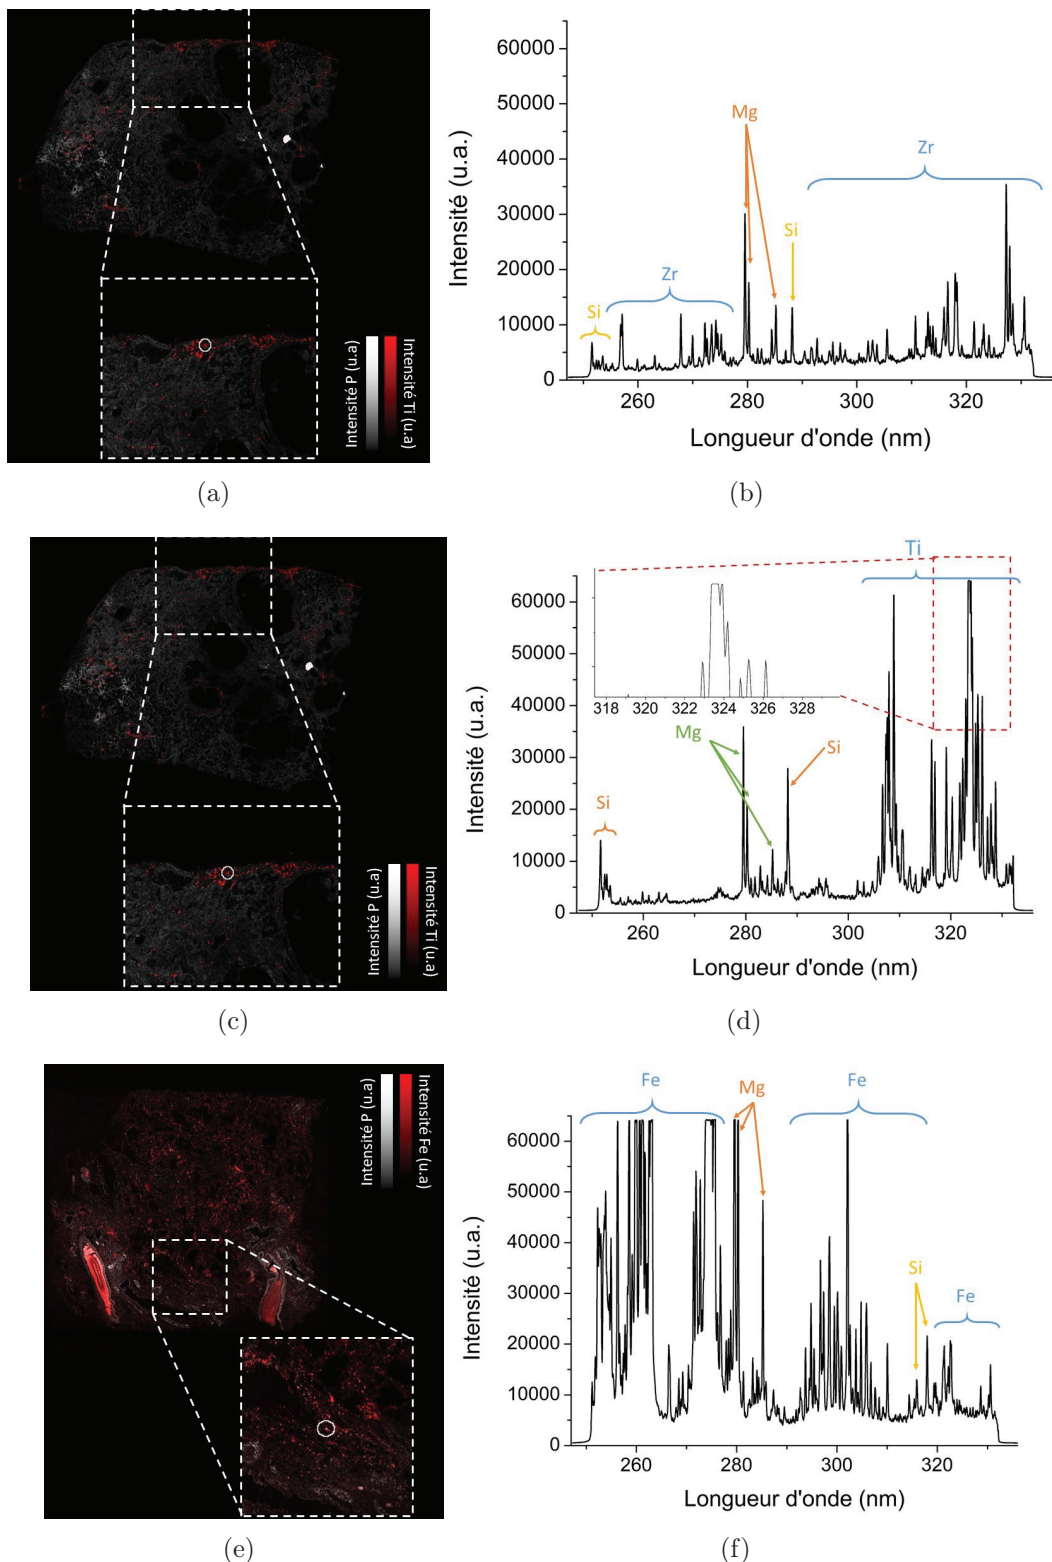 Intensité P (u.a)
Intensité Ti (u.a)
(a)
Intensité (u.a.)
60000
50000
40000
30000
20000
10000
0
Si
Zr
Mg
Si
Zr
260
280
300
320
Longueur d'onde (nm)
(b)
Intensité P (u.a)
Intensité Ti (u.a)
(c)
Intensité (u.a.)
60000
50000
40000
30000
20000
10000
0
Ti
318 320 322 324 326 328
Mg
Si
Si
260
280
300
320
Longueur d'onde (nm)
(d)
Intensité P (u.a)
Intensité Fe (u.a)
(e)
Intensité (u.a.)
60000
50000
40000
30000
20000
10000
0
Fe
Mg
Fe
Si
Fe
260
280
300
320
Longueur d'onde (nm)
(f)